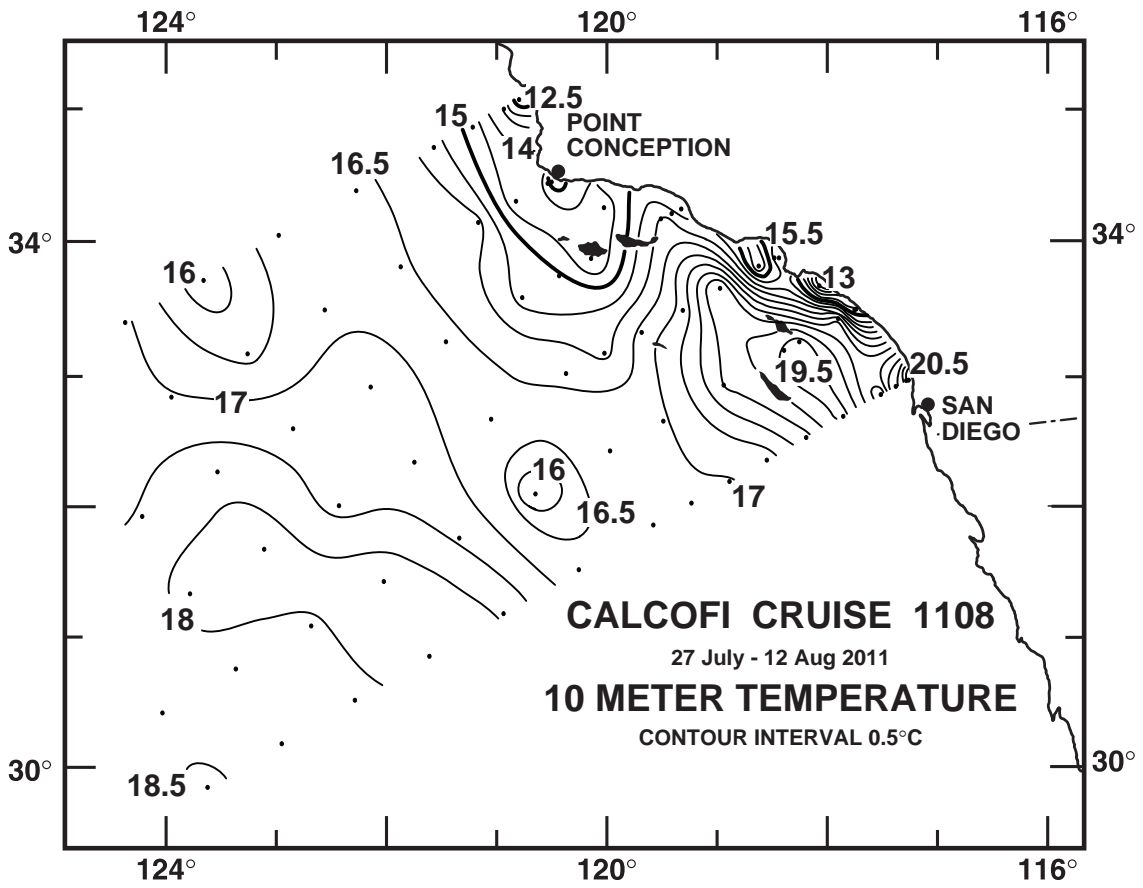 124° 120° 116°
12.5
15
POINT
CONCEPTION
14
16.5
34° 15.5 34°
16 13
20.5
19.5
17
SAN
DIEGO
16
17
16.5
CALCOFI CRUISE 1108
18
27 July - 12 Aug 2011
10 METER TEMPERATURE
CONTOUR INTERVAL 0.5°C
30° 30°
18.5
124° 120° 116°